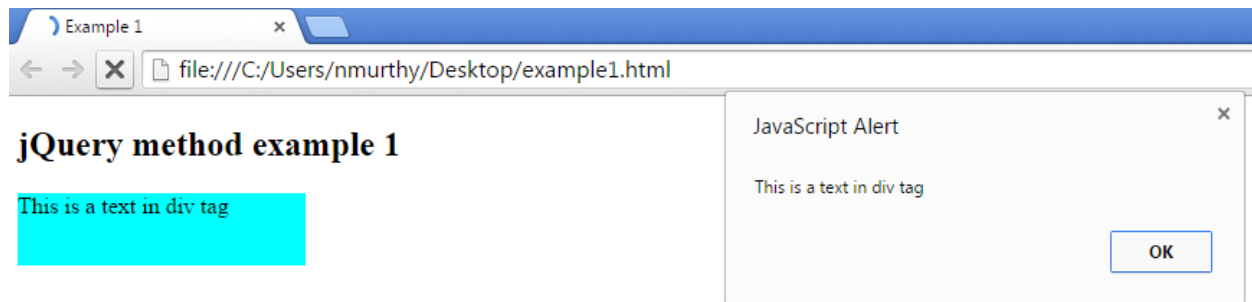 Example 1
file:///C:/Users/nmurthy/Desktop/example1.html
jQuery method example 1
This is a text in div tag
JavaScript Alert
This is a text in div tag
OK